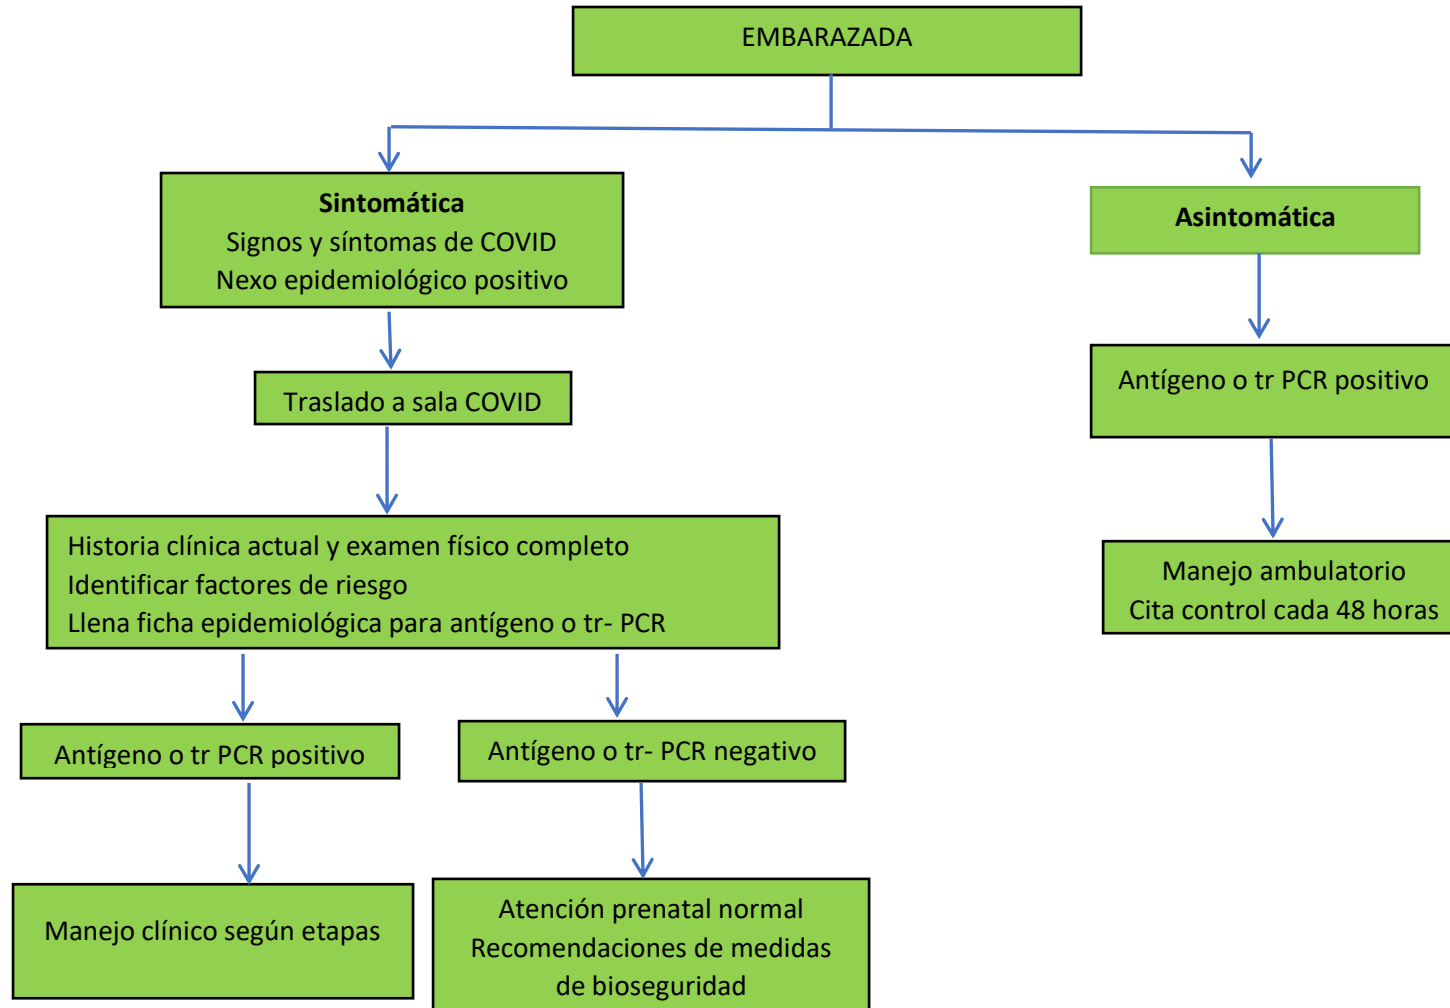 EMBARAZADA
Sintomática
Signos y síntomas de COVID
Nexo epidemiológico positivo
Asintomática
Traslado a sala COVID
Antígeno o tr PCR positivo
Historia clínica actual y examen físico completo
Identificar factores de riesgo
Llena ficha epidemiológica para antígeno o tr- PCR
Manejo ambulatorio
Cita control cada 48 horas
Antígeno o tr PCR positivo
Antígeno o tr- PCR negativo
Manejo clínico según etapas
Atención prenatal normal
Recomendaciones de medidas
de bioseguridad